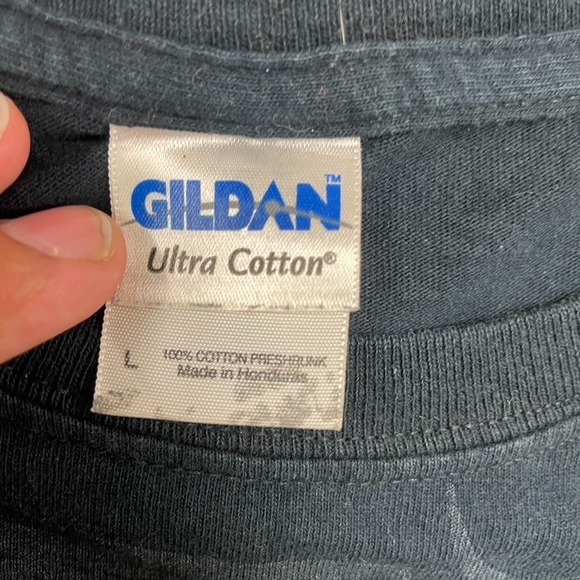 GILDAN™
Ultra Cotton®
L
100% COTTON PRESHRUNK
Made in Honduras